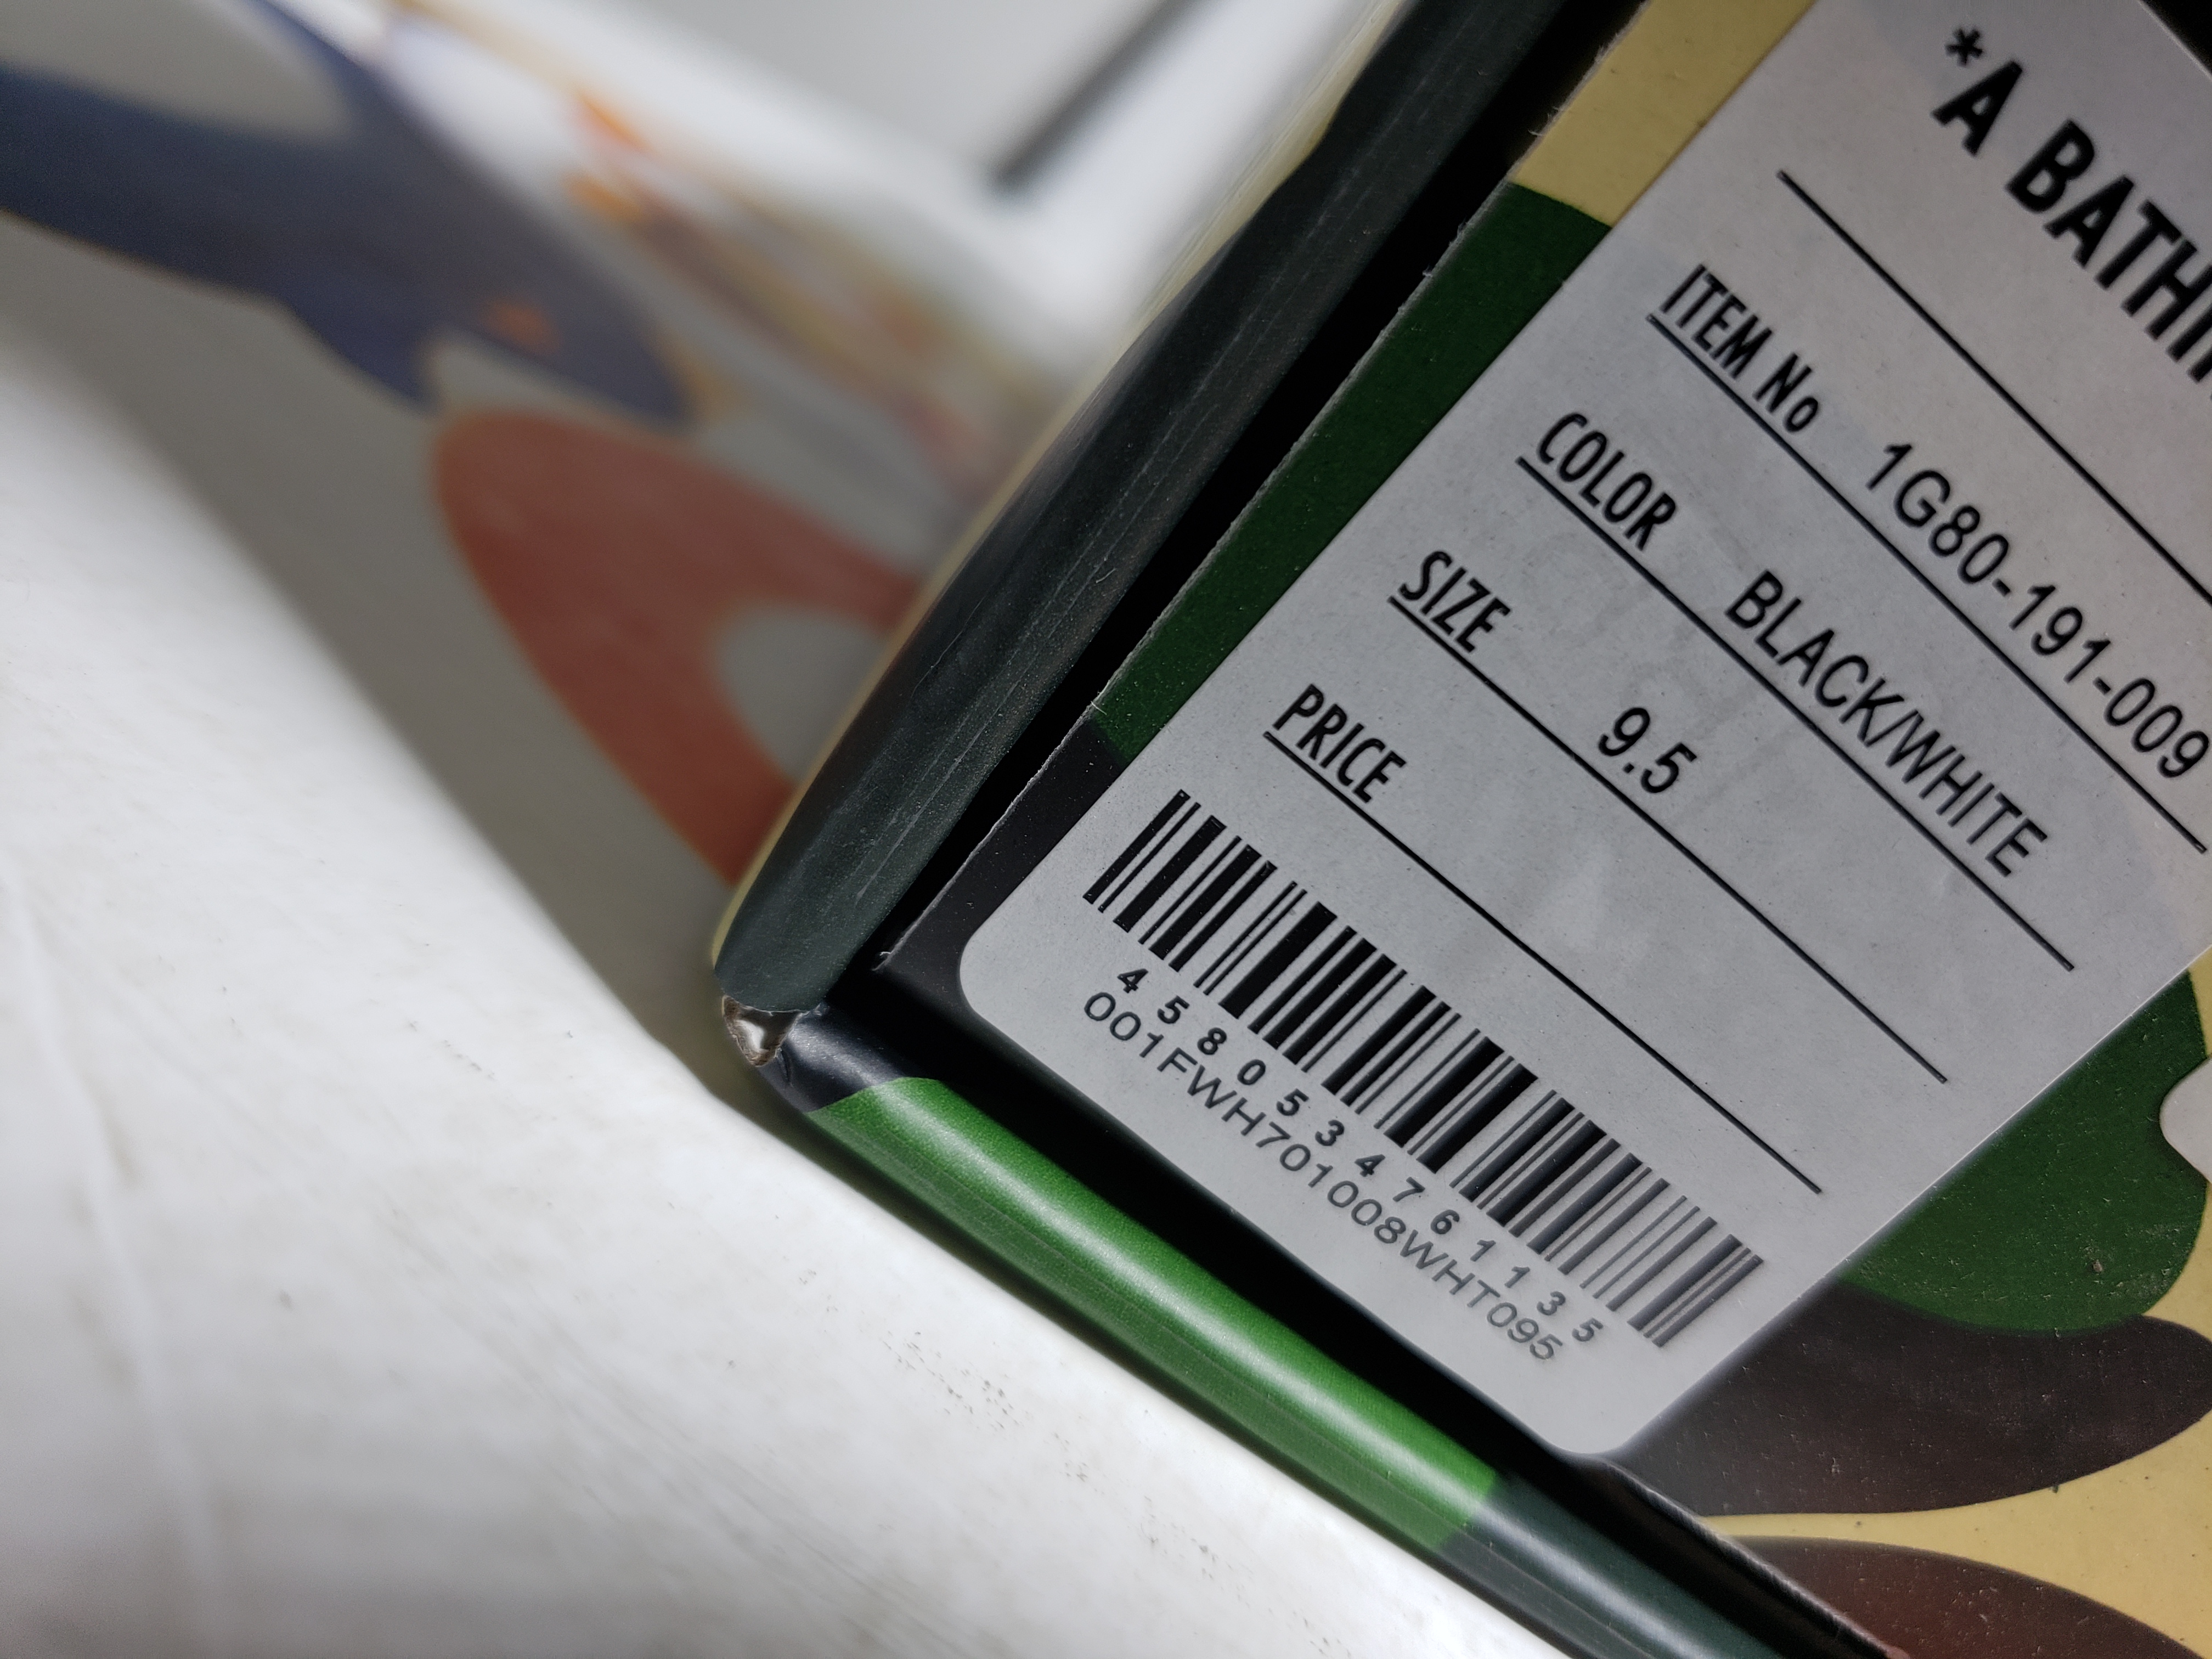 *A BATHI
ITEM No 1G80-191-009
COLOR BLACK/WHITE
SIZE 9.5
PRICE
4580534761135
001FWH701008WHT095